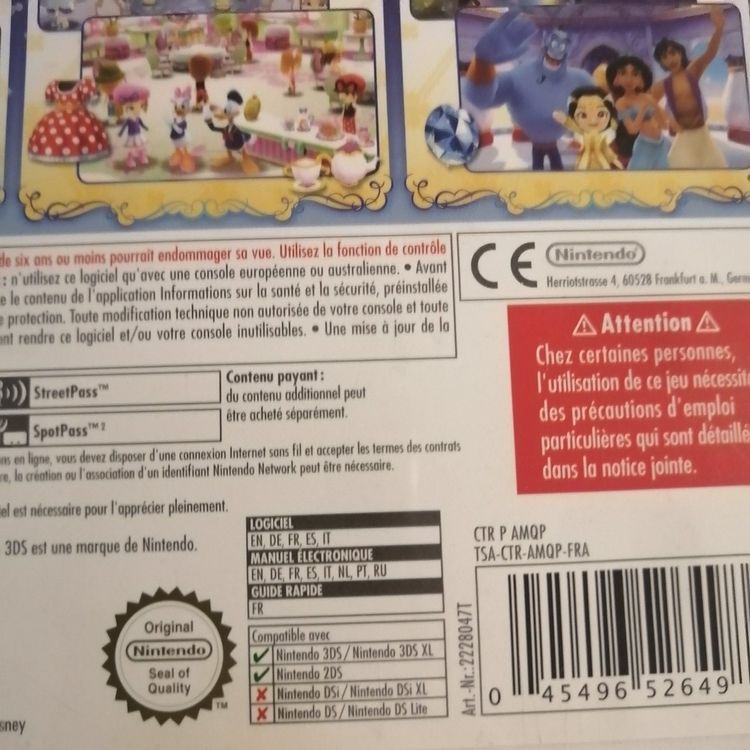 de six ans ou moins pourrait endommager sa vue. Utilisez la fonction de contrôle
: n'utilisez ce logiciel qu'avec une console européenne ou australienne. • Avant
e le contenu de l'application Informations sur la santé et la sécurité, préinstallée
e protection. Toute modification technique non autorisée de votre console et toute
ent rendre ce logiciel et/ou votre console inutilisables. • Une mise à jour de la
CE
Nintendo
Herriotstrasse 4, 60528 Frankfurt a. M., Germ
⚠ Attention ⚠
Chez certaines personnes,
l'utilisation de ce jeu nécessite
des précautions d'emploi
particulières qui sont détaillé
dans la notice jointe.
StreetPass™
SpotPass™ 2
Contenu payant :
du contenu additionnel peut
être acheté séparément.
ns en ligne, vous devez disposer d'une connexion Internet sans fil et accepter les termes des contrats
re, la création ou l'association d'un identifiant Nintendo Network peut être nécessaire.
el est nécessaire pour l'apprécier pleinement.
3DS est une marque de Nintendo.
LOGICIEL
EN, DE, FR, ES, IT
MANUEL ÉLECTRONIQUE
EN, DE, FR, ES, IT, NL, PT, RU
GUIDE RAPIDE
FR
Compatible avec
✓ Nintendo 3DS / Nintendo 3DS XL
✓ Nintendo 2DS
✗ Nintendo DSi / Nintendo DSi XL
✗ Nintendo DS / Nintendo DS Lite
Original
Nintendo
Seal of
Quality
TM
sney
CTR P AMQP
TSA-CTR-AMQP-FRA
Art.-Nr.:2228047T
0 45496 52649